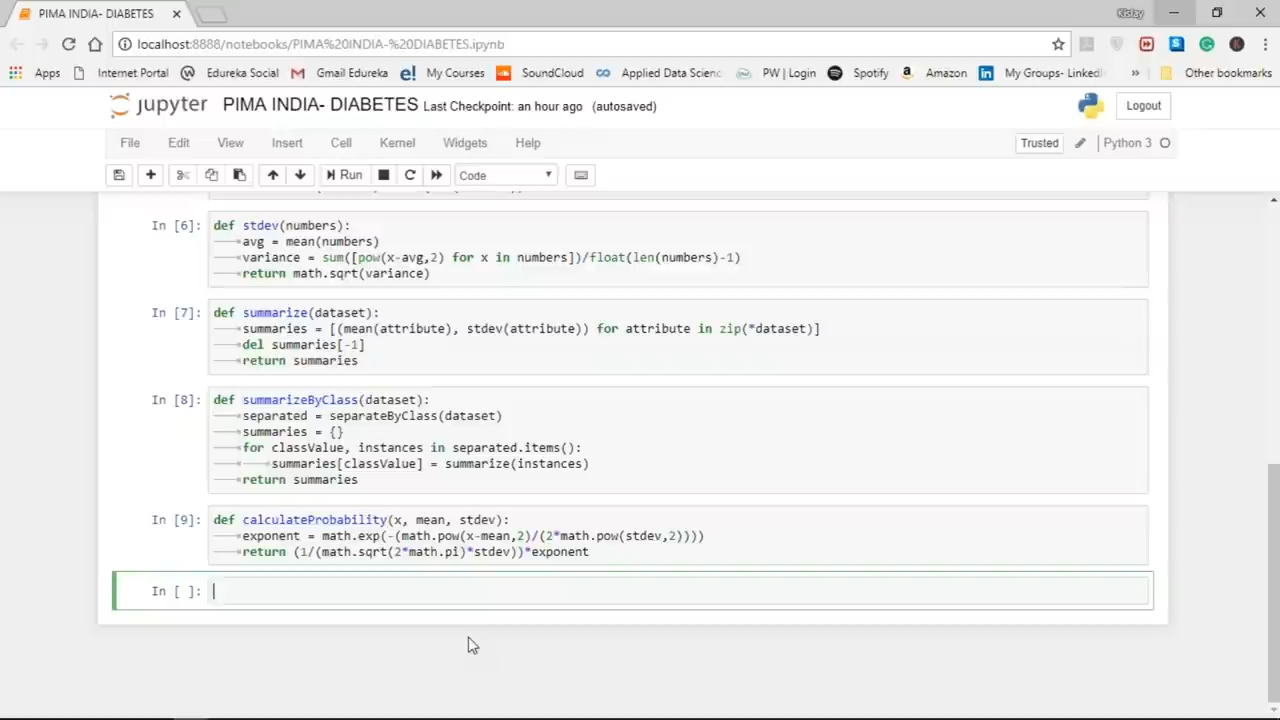 PIMA INDIA- DIABETES
Kislay
localhost:8888/notebooks/PIMA%20INDIA-%20DIABETES.ipynb
Apps Internet Portal Edureka Social Gmail Edureka My Courses SoundCloud Applied Data Scienc PW | Login Spotify Amazon My Groups- LinkedI » Other bookmarks
jupyter PIMA INDIA- DIABETES Last Checkpoint: an hour ago (autosaved) Logout
File Edit View Insert Cell Kernel Widgets Help Trusted Python 3
Run Code
In [6]: def stdev(numbers):
avg = mean(numbers)
variance = sum([pow(x-avg,2) for x in numbers])/float(len(numbers)-1)
return math.sqrt(variance)
In [7]: def summarize(dataset):
summaries = [(mean(attribute), stdev(attribute)) for attribute in zip(*dataset)]
del summaries[-1]
return summaries
In [8]: def summarizeByClass(dataset):
separated = separateByClass(dataset)
summaries = {}
for classValue, instances in separated.items():
summaries[classValue] = summarize(instances)
return summaries
In [9]: def calculateProbability(x, mean, stdev):
exponent = math.exp(-(math.pow(x-mean,2)/(2*math.pow(stdev,2))))
return (1/(math.sqrt(2*math.pi)*stdev))*exponent
In [ ]: